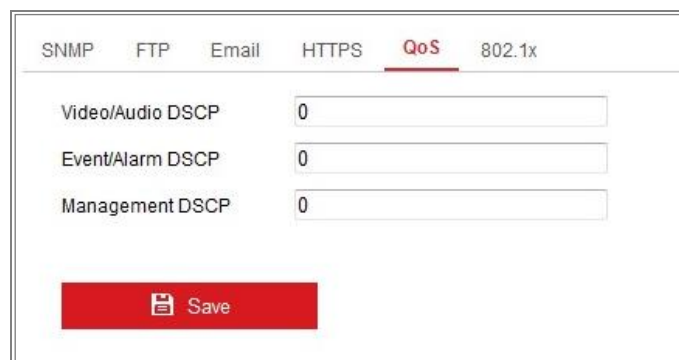 SNMP FTP Email HTTPS QoS 802.1x
Video/Audio DSCP 0
Event/Alarm DSCP 0
Management DSCP 0
Save